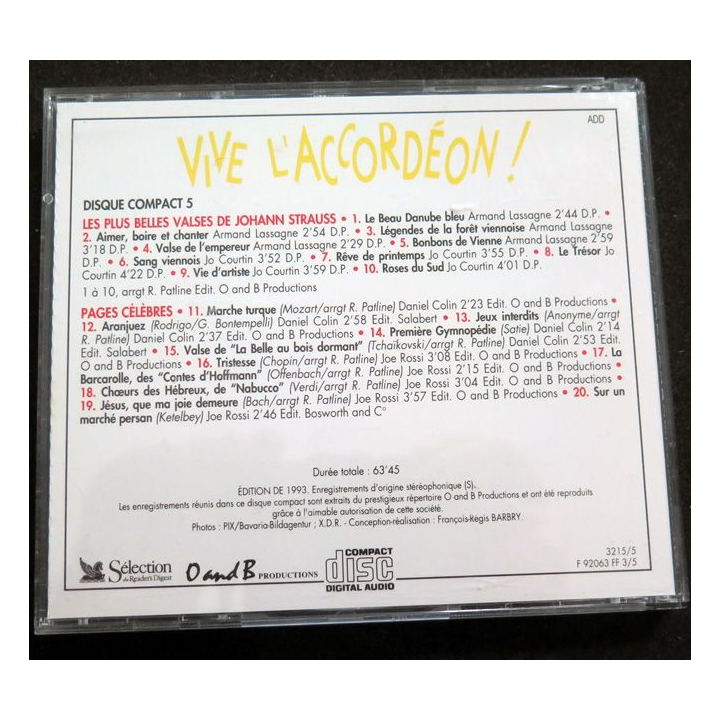 VIVE L'ACCORDÉON !
ADD
DISQUE COMPACT 5
LES PLUS BELLES VALSES DE JOHANN STRAUSS • 1. Le Beau Danube bleu Armand Lassagne 2'44 D.P. •
2. Aimer, boire et chanter Armand Lassagne 2'54 D.P. • 3. Légendes de la forêt viennoise Armand Lassagne
3'18 D.P. • 4. Valse de l'empereur Armand Lassagne 2'29 D.P. • 5. Bonbons de Vienne Armand Lassagne 2'59
D.P. • 6. Sang viennois Jo Courtin 3'52 D.P. • 7. Rêve de printemps Jo Courtin 3'55 D.P. • 8. Le Trésor Jo
Courtin 4'22 D.P. • 9. Vie d'artiste Jo Courtin 3'59 D.P. • 10. Roses du Sud Jo Courtin 4'01 D.P.
1 à 10, arrgt R. Patline Edit. O and B Productions
PAGES CÉLÈBRES • 11. Marche turque (Mozart/arrgt R. Patline) Daniel Colin 2'23 Edit. O and B Productions •
12. Aranjuez (Rodrigo/G. Bontempelli) Daniel Colin 2'58 Edit. Salabert • 13. Jeux interdits (Anonyme/arrgt
R. Patline) Daniel Colin 2'37 Edit. O and B Productions • 14. Première Gymnopédie (Satie) Daniel Colin 2'14
Edit. Salabert • 15. Valse de "La Belle au bois dormant" (Tchaïkovski/arrgt R. Patline) Daniel Colin 2'53 Edit.
O and B Productions • 16. Tristesse (Chopin/arrgt R. Patline) Joe Rossi 3'08 Edit. O and B Productions • 17. La
Barcarolle, des "Contes d'Hoffmann" (Offenbach/arrgt R. Patline) Joe Rossi 2'15 Edit. O and B Productions •
18. Chœurs des Hébreux, de "Nabucco" (Verdi/arrgt R. Patline) Joe Rossi 3'04 Edit. O and B Productions •
19. Jésus, que ma joie demeure (Bach/arrgt R. Patline) Joe Rossi 3'57 Edit. O and B Productions • 20. Sur un
marché persan (Ketelbey) Joe Rossi 2'46 Edit. Bosworth and C°
Durée totale : 63'45
ÉDITION DE 1993. Enregistrements d'origine stéréophonique (S).
Les enregistrements réunis dans ce disque compact sont extraits du prestigieux répertoire O and B Productions et ont été reproduits
grâce à l'aimable autorisation de cette société.
Photos : PIX/Bavaria-Bildagentur ; X.D.R. - Conception-réalisation : François-Régis BARBRY.
Sélection
du Reader's Digest
O and B PRODUCTIONS
COMPACT
disc
DIGITAL AUDIO
3215/5
F 92063 FF 3/5